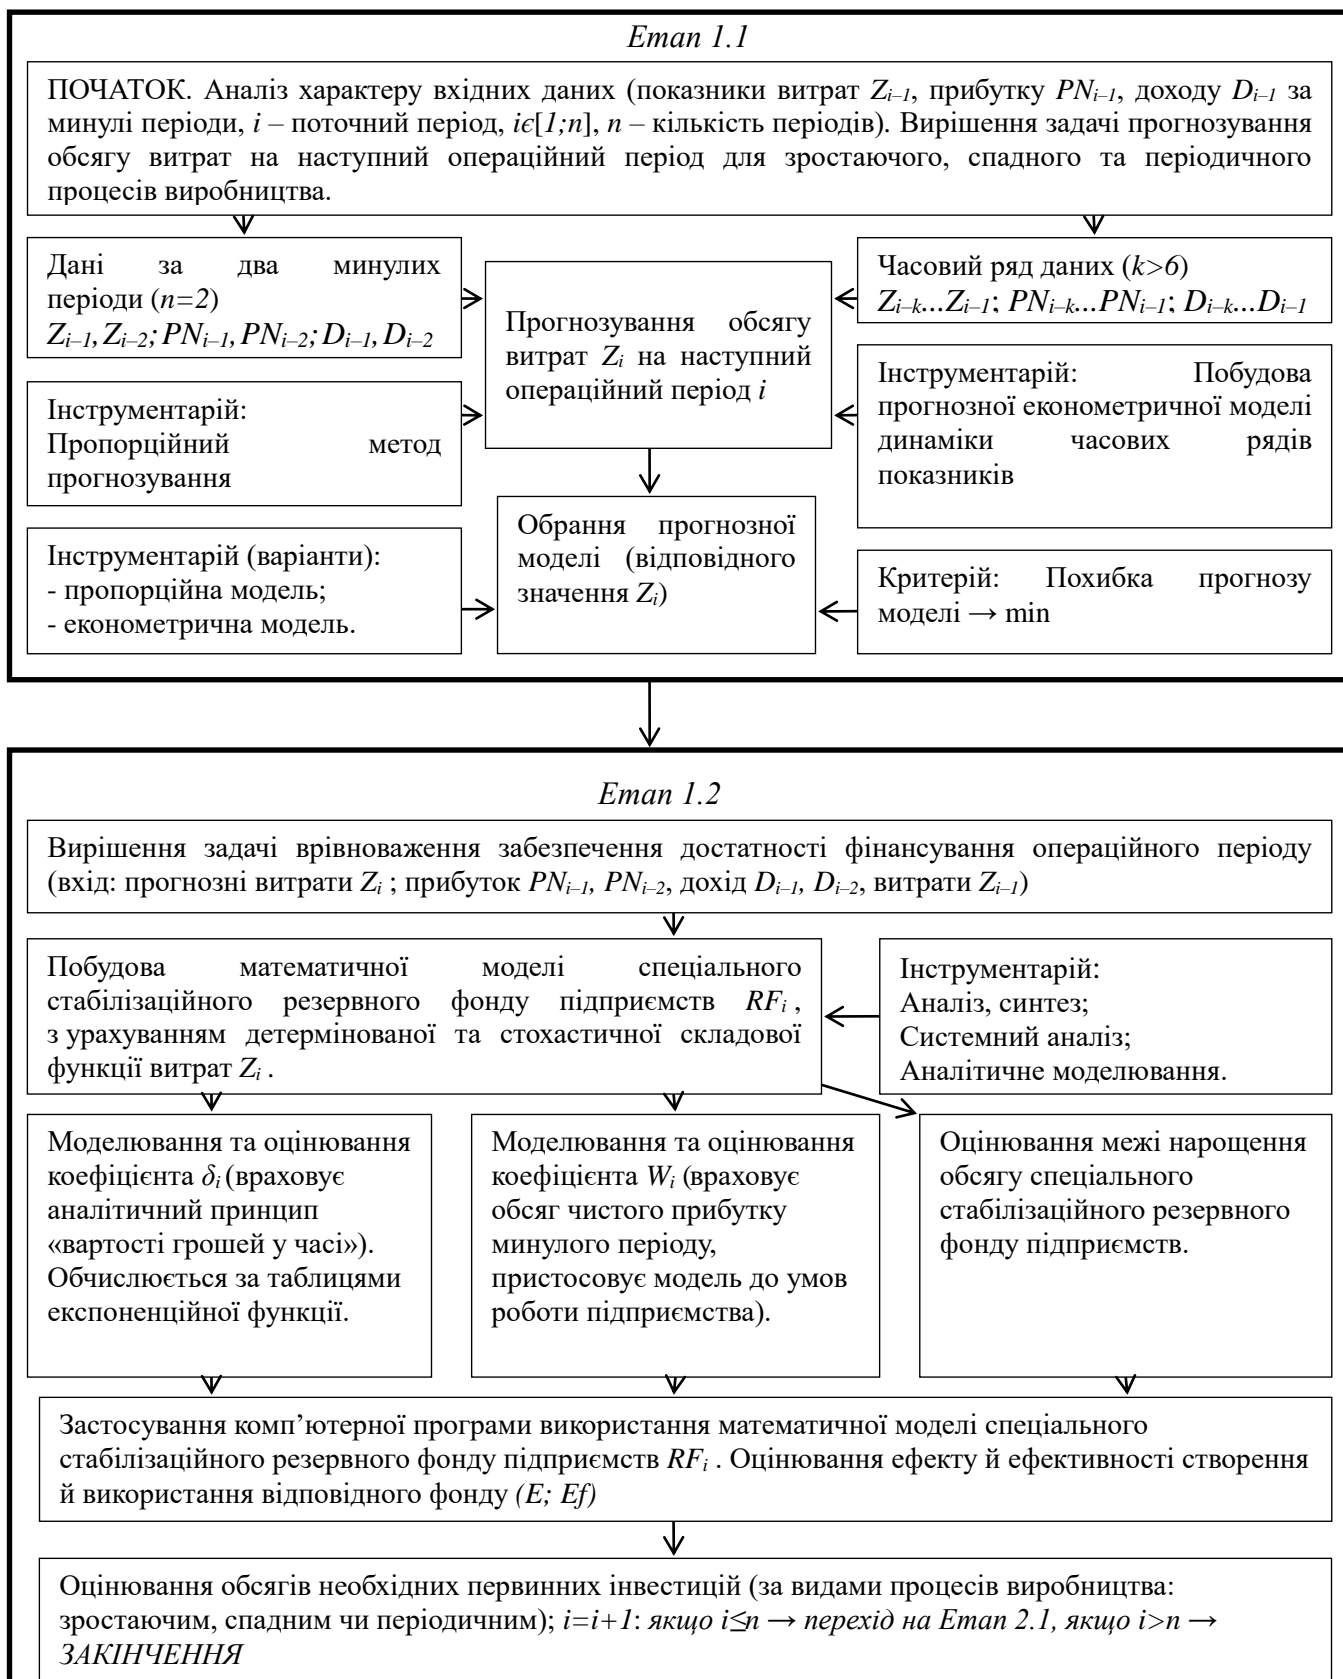 Етап 1.1
ПОЧАТОК. Аналіз характеру вхідних даних (показники витрат Zi–1, прибутку PNi–1, доходу Di–1 за
минулі періоди, i – поточний період, iє[1;n], n – кількість періодів). Вирішення задачі прогнозування
обсягу витрат на наступний операційний період для зростаючого, спадного та періодичного
процесів виробництва.
Дані за два минулих
періоди (n=2)
Zi–1, Zi–2; PNi–1, PNi–2; Di–1, Di–2
Прогнозування обсягу
витрат Zi на наступний
операційний період i
Часовий ряд даних (k>6)
Zi–k...Zi–1; PNi–k...PNi–1; Di–k...Di–1
Інструментарій:
Пропорційний метод
прогнозування
Інструментарій: Побудова
прогнозної економетричної моделі
динаміки часових рядів
показників
Інструментарій (варіанти):
- пропорційна модель;
- економетрична модель.
Обрання прогнозної
моделі (відповідного
значення Zi)
Критерій: Похибка прогнозу
моделі → min
Етап 1.2
Вирішення задачі врівноваження забезпечення достатності фінансування операційного періоду
(вхід: прогнозні витрати Zi ; прибуток PNi–1, PNi–2, дохід Di–1, Di–2, витрати Zi–1)
Побудова математичної моделі спеціального
стабілізаційного резервного фонду підприємств RFi ,
з урахуванням детермінованої та стохастичної складової
функції витрат Zi .
Інструментарій:
Аналіз, синтез;
Системний аналіз;
Аналітичне моделювання.
Моделювання та оцінювання
коефіцієнта δi (враховує
аналітичний принцип
«вартості грошей у часі»).
Обчислюється за таблицями
експоненційної функції.
Моделювання та оцінювання
коефіцієнта Wi (враховує
обсяг чистого прибутку
минулого періоду,
пристосовує модель до умов
роботи підприємства).
Оцінювання межі нарощення
обсягу спеціального
стабілізаційного резервного
фонду підприємств.
Застосування комп’ютерної програми використання математичної моделі спеціального
стабілізаційного резервного фонду підприємств RFi . Оцінювання ефекту й ефективності створення
й використання відповідного фонду (E; Ef)
Оцінювання обсягів необхідних первинних інвестицій (за видами процесів виробництва:
зростаючим, спадним чи періодичним); i=i+1: якщо i≤n → перехід на Етап 2.1, якщо i>n →
ЗАКІНЧЕННЯ